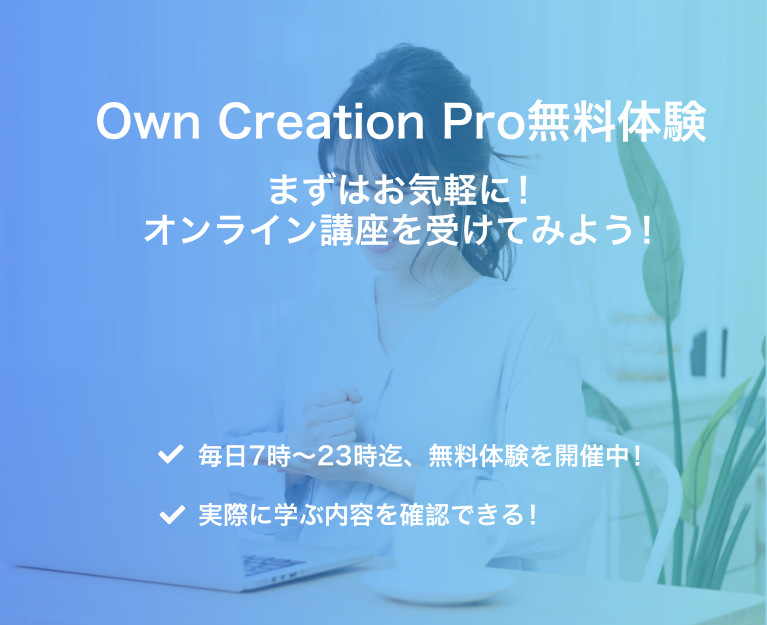 Own Creation Pro無料体験
まずはお気軽に！
オンライン講座を受けてみよう！
毎日7時〜23時迄、無料体験を開催中！
実際に学ぶ内容を確認できる！